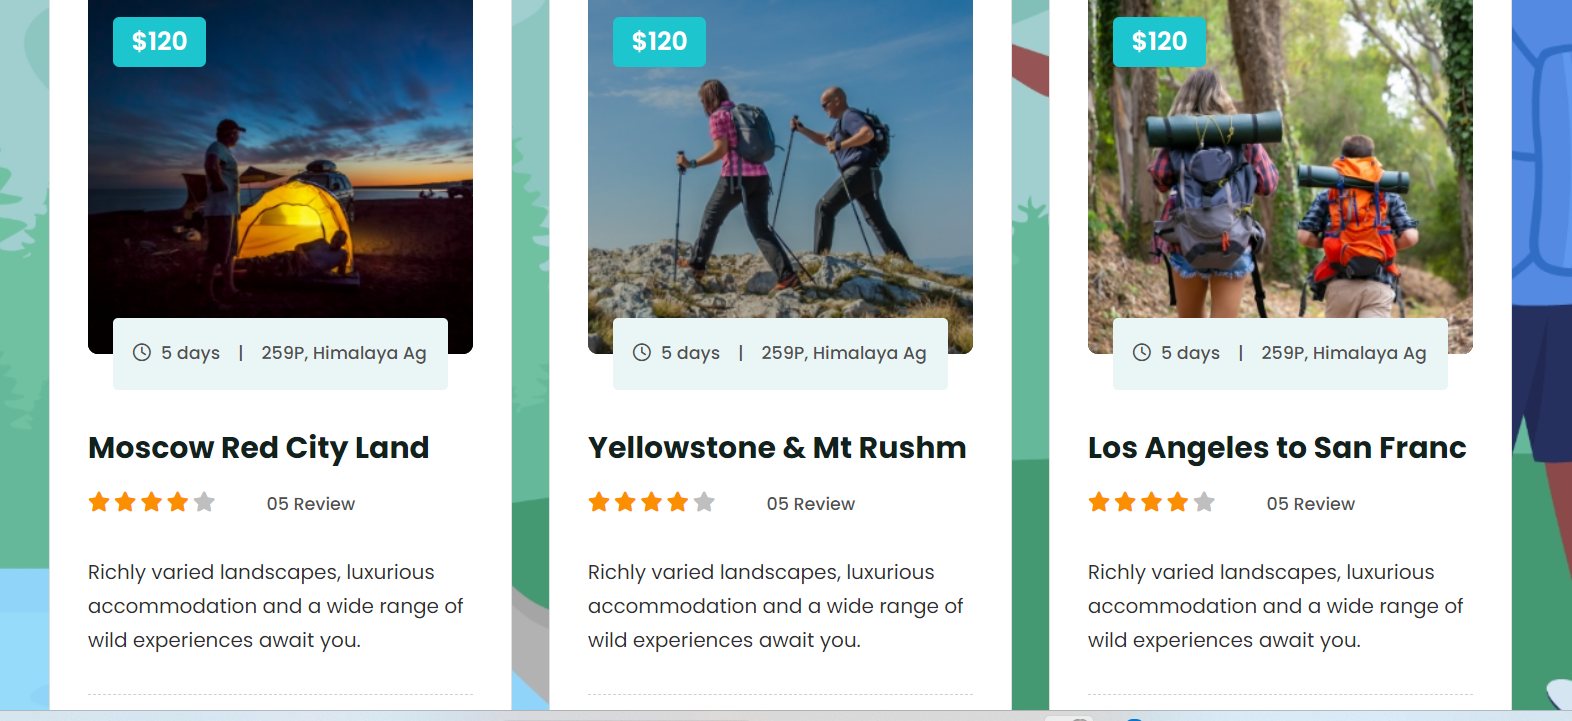 $120
5 days | 259P, Himalaya Ag
Moscow Red City Land
05 Review
Richly varied landscapes, luxurious
accommodation and a wide range of
wild experiences await you.
$120
5 days | 259P, Himalaya Ag
Yellowstone & Mt Rushm
05 Review
Richly varied landscapes, luxurious
accommodation and a wide range of
wild experiences await you.
$120
5 days | 259P, Himalaya Ag
Los Angeles to San Franc
05 Review
Richly varied landscapes, luxurious
accommodation and a wide range of
wild experiences await you.